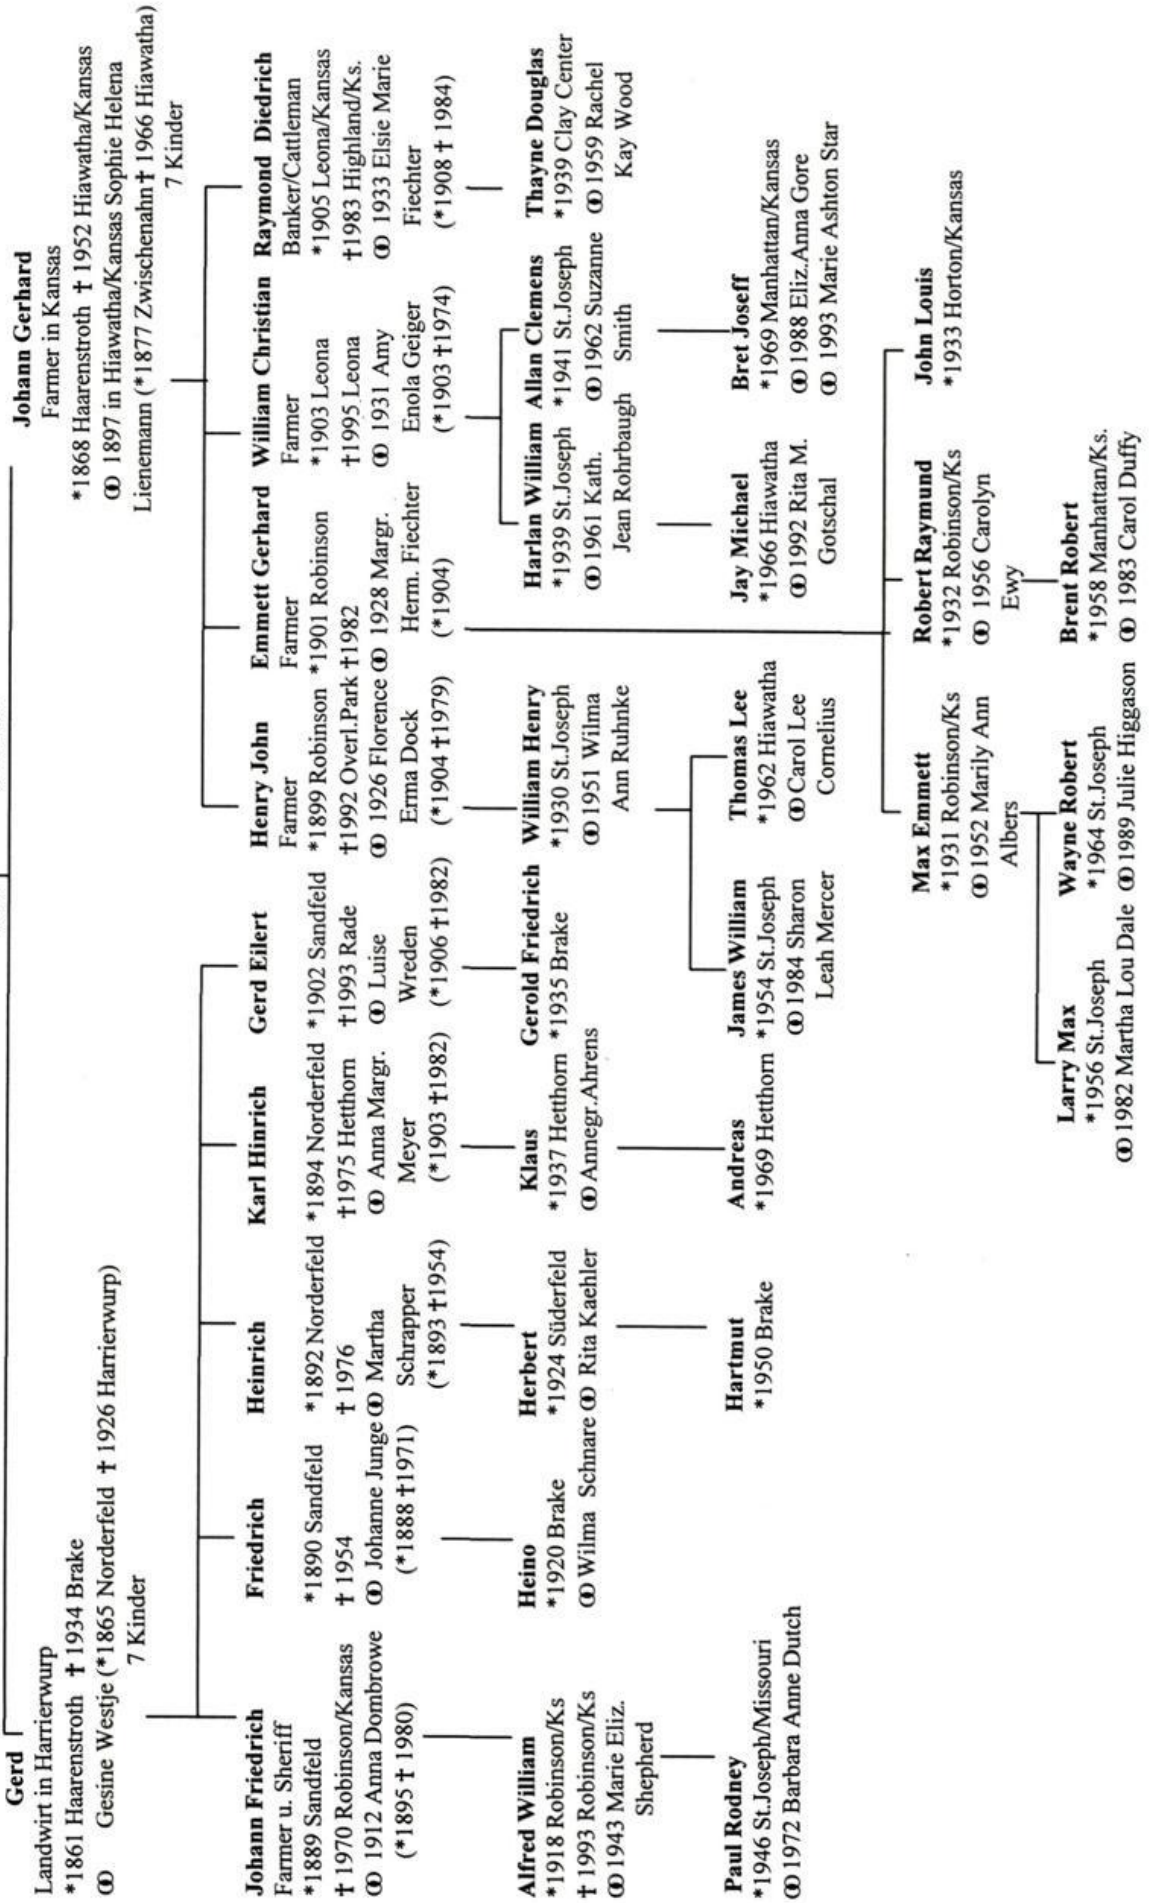 Gerd
Landwirt in Harrierwurp
*1861 Haarenstroth † 1934 Brake
⚭ Gesine Westje (*1865 Norderfeld † 1926 Harrierwurp)
7 Kinder
Johann Gerhard
Farmer in Kansas
*1868 Haarenstroth † 1952 Hiawatha/Kansas
⚭ 1897 in Hiawatha/Kansas Sophie Helena
Lienemann (*1877 Zwischenahn † 1966 Hiawatha)
7 Kinder
Johann Friedrich
Farmer u. Sheriff
*1889 Sandfeld
† 1970 Robinson/Kansas
⚭ 1912 Anna Dombrowe
(*1895 † 1980)
Friedrich
*1890 Sandfeld
† 1954
⚭ Johanne Junge
(*1888 †1971)
Heinrich
*1892 Norderfeld
† 1976
⚭ Martha
Schrapper
(*1893 †1954)
Karl Hinrich
*1894 Norderfeld
†1975 Hetthorn
⚭ Anna Margr.
Meyer
(*1903 †1982)
Gerd Eilert
*1902 Sandfeld
†1993 Rade
⚭ Luise
Wreden
(*1906 †1982)
Henry John
Farmer
*1899 Robinson
†1992 Overl.Park
⚭ 1926 Florence
Erma Dock
(*1904 †1979)
Emmett Gerhard
Farmer
*1901 Robinson
†1982
⚭ 1928 Margr.
Herm. Fiechter
(*1904)
William Christian
Farmer
*1903 Leona
†1995 Leona
⚭ 1931 Amy
Enola Geiger
(*1903 †1974)
Raymond Diedrich
Banker/Cattleman
*1905 Leona/Kansas
†1983 Highland/Ks.
⚭ 1933 Elsie Marie
Fiechter
(*1908 † 1984)
Alfred William
*1918 Robinson/Ks
† 1993 Robinson/Ks
⚭ 1943 Marie Eliz.
Shepherd
Heino
*1920 Brake
⚭ Wilma Schnare
Herbert
*1924 Süderfeld
⚭ Rita Kaehler
Klaus
*1937 Hetthorn
⚭ Annegr.Ahrens
Gerold Friedrich
*1935 Brake
William Henry
*1930 St.Joseph
⚭ 1951 Wilma
Ann Ruhnke
Harlan William
*1939 St.Joseph
⚭ 1961 Kath.
Jean Rohrbaugh
Allan Clemens
*1941 St.Joseph
⚭ 1962 Suzanne
Smith
Thayne Douglas
*1939 Clay Center
⚭ 1959 Rachel
Kay Wood
Paul Rodney
*1946 St.Joseph/Missouri
⚭ 1972 Barbara Anne Dutch
Hartmut
*1950 Brake
Andreas
*1969 Hetthorn
James William
*1954 St.Joseph
⚭ 1984 Sharon
Leah Mercer
Thomas Lee
*1962 Hiawatha
⚭ Carol Lee
Cornelius
Jay Michael
*1966 Hiawatha
⚭ 1992 Rita M.
Gotschal
Bret Joseff
*1969 Manhattan/Kansas
⚭ 1988 Eliz.Anna Gore
⚭ 1993 Marie Ashton Star
Max Emmett
*1931 Robinson/Ks
⚭ 1952 Marily Ann
Albers
Robert Raymund
*1932 Robinson/Ks
⚭ 1956 Carolyn
Ewy
John Louis
*1933 Horton/Kansas
Larry Max
*1956 St.Joseph
⚭ 1982 Martha Lou Dale
Wayne Robert
*1964 St.Joseph
⚭ 1989 Julie Higgason
Brent Robert
*1958 Manhattan/Ks.
⚭ 1983 Carol Duffy